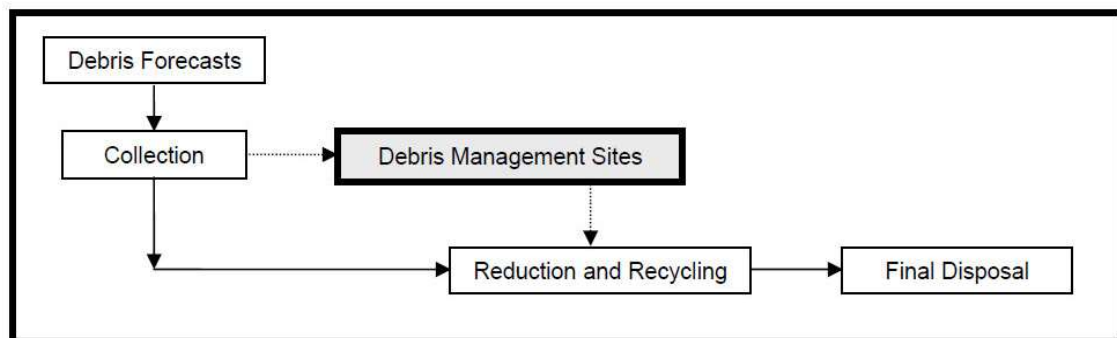 Debris Forecasts
Collection
Debris Management Sites
Reduction and Recycling
Final Disposal